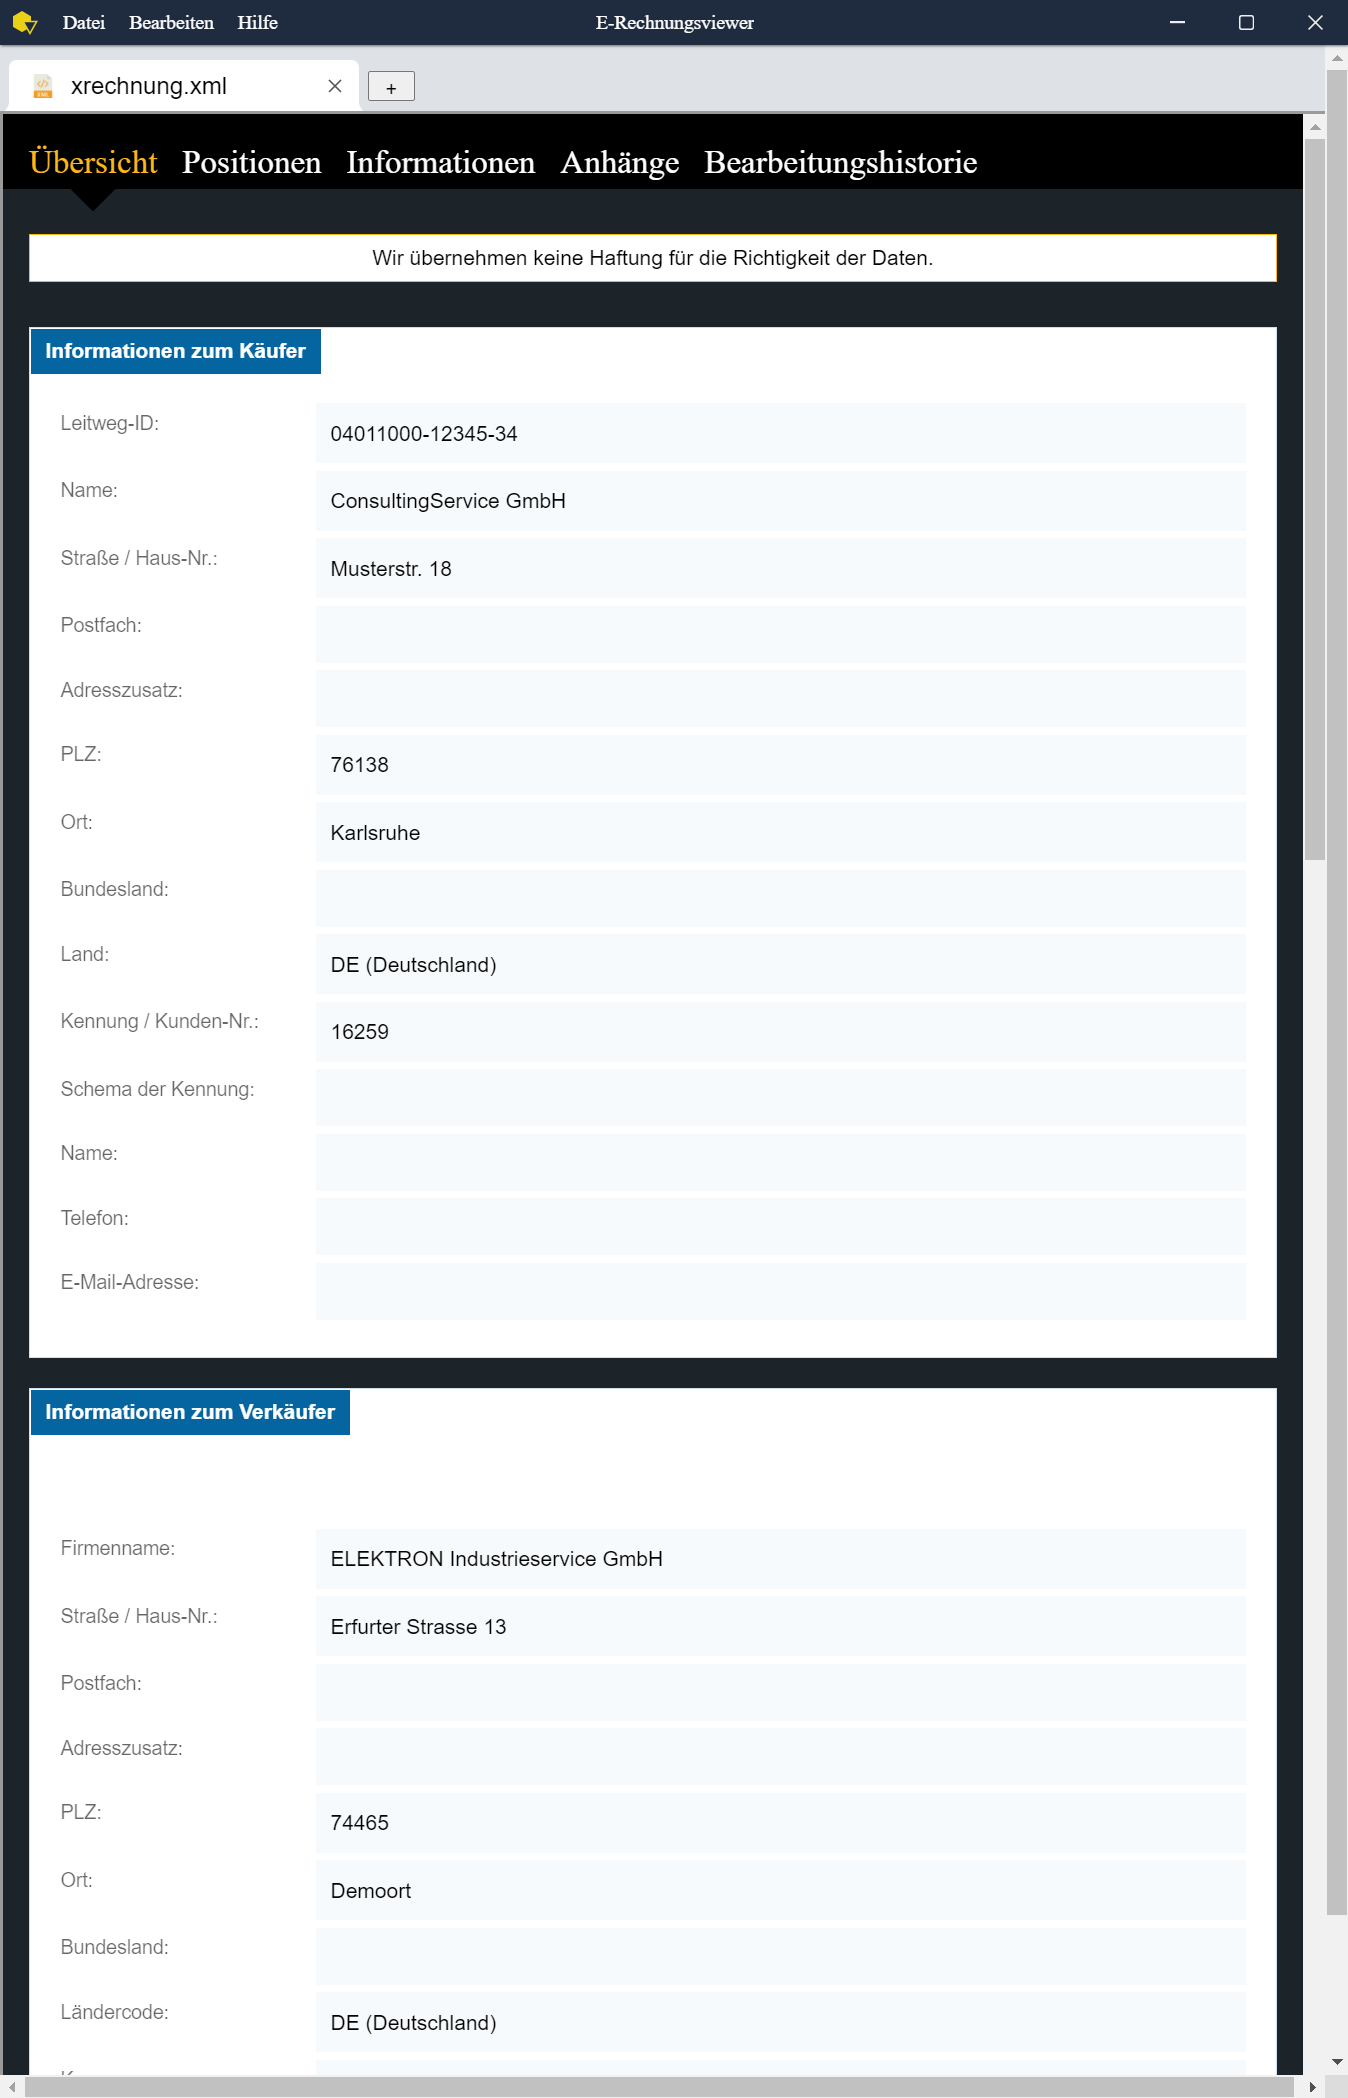 Datei Bearbeiten Hilfe E-Rechnungsviewer
xrechnung.xml +
Übersicht Positionen Informationen Anhänge Bearbeitungshistorie
Wir übernehmen keine Haftung für die Richtigkeit der Daten.
Informationen zum Käufer
Leitweg-ID: 04011000-12345-34
Name: ConsultingService GmbH
Straße / Haus-Nr.: Musterstr. 18
Postfach:
Adresszusatz:
PLZ: 76138
Ort: Karlsruhe
Bundesland:
Land: DE (Deutschland)
Kennung / Kunden-Nr.: 16259
Schema der Kennung:
Name:
Telefon:
E-Mail-Adresse:
Informationen zum Verkäufer
Firmenname: ELEKTRON Industrieservice GmbH
Straße / Haus-Nr.: Erfurter Strasse 13
Postfach:
Adresszusatz:
PLZ: 74465
Ort: Demoort
Bundesland:
Ländercode: DE (Deutschland)